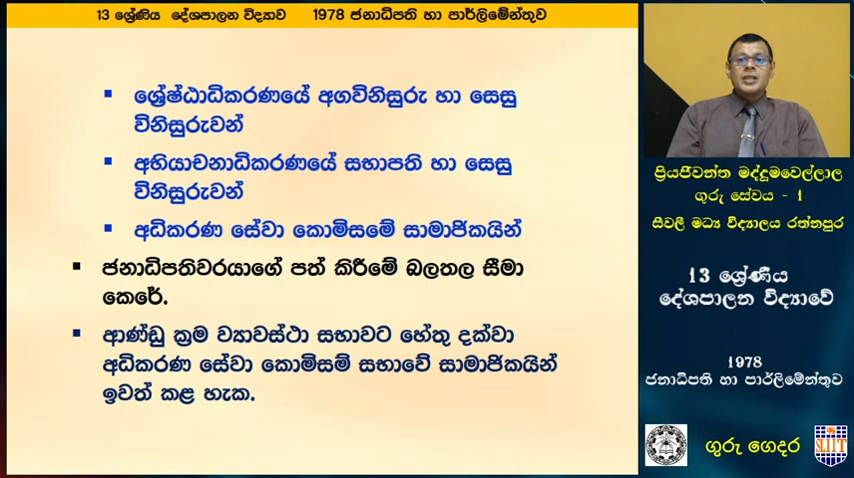 13 ශ්‍රේණිය දේශපාලන විද්‍යාව 1978 ජනාධිපති හා පාර්ලිමේන්තුව
▪ ශ්‍රේෂ්ඨාධිකරණයේ අගවිනිසුරු හා සෙසු
විනිසුරුවන්
▪ අභියාචනාධිකරණයේ සභාපති හා සෙසු
විනිසුරුවන්
▪ අධිකරණ සේවා කොමිසමේ සාමාජිකයින්
▪ ජනාධිපතිවරයාගේ පත් කිරීමේ බලතල සීමා
කෙරේ.
▪ ආණ්ඩු ක්‍රම ව්‍යාවස්ථා සභාවට හේතු දක්වා
අධිකරණ සේවා කොමිසම් සභාවේ සාමාජිකයින්
ඉවත් කළ හැක.
ප්‍රියජීවන්ත මද්දුමවෙල්ලාල
ගුරු සේවය - 1
සීවලී මධ්‍ය විද්‍යාලය රත්නපුර
13 ශ්‍රේණිය
දේශපාලන විද්‍යාවේ
1978
ජනාධිපති හා පාර්ලිමේන්තුව
ගුරු ගෙදර
SLIIT